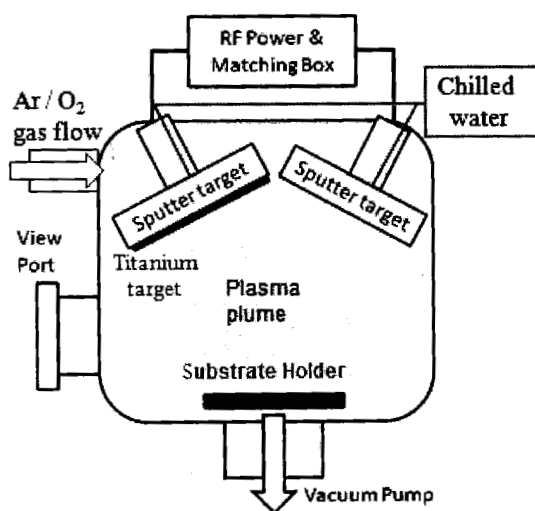 RF Power &
Matching Box
Ar / O₂
gas flow
Chilled
water
Sputter target
Sputter target
View
Port
Titanium
target
Plasma
plume
Substrate Holder
Vacuum Pump